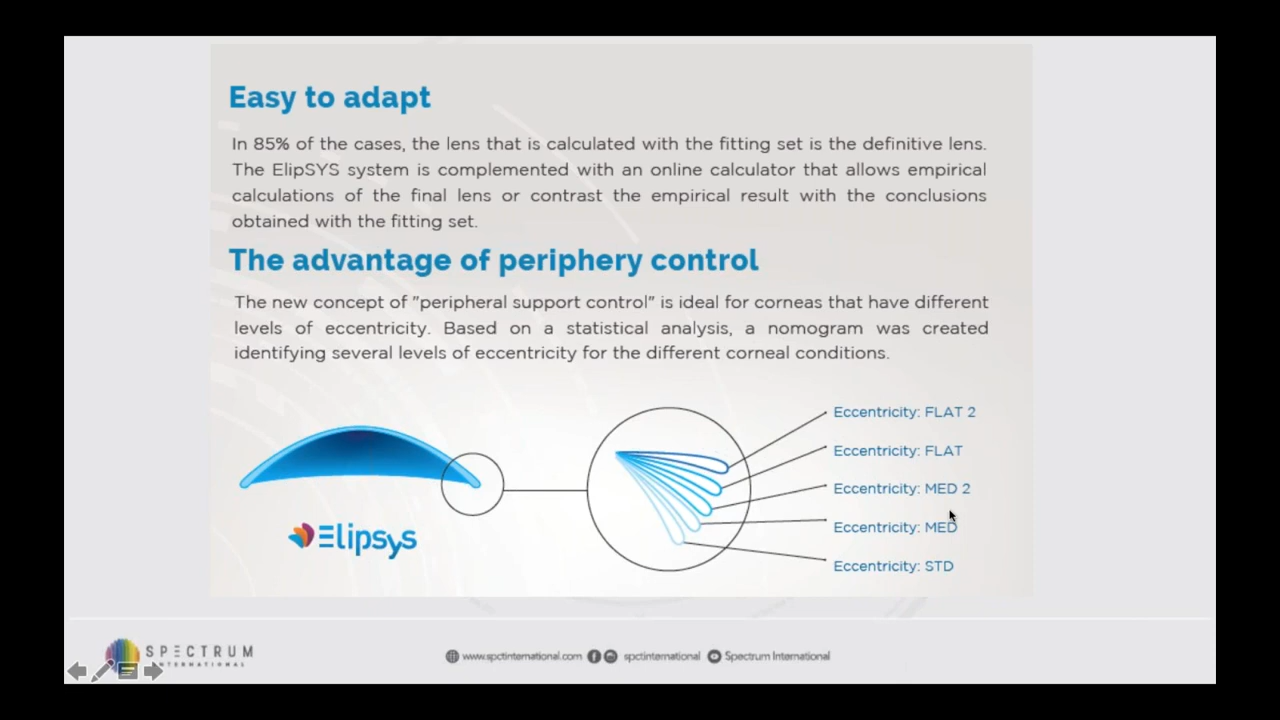 Easy to adapt
In 85% of the cases, the lens that is calculated with the fitting set is the definitive lens.
The ElipSYS system is complemented with an online calculator that allows empirical
calculations of the final lens or contrast the empirical result with the conclusions
obtained with the fitting set.
The advantage of periphery control
The new concept of "peripheral support control" is ideal for corneas that have different
levels of eccentricity. Based on a statistical analysis, a nomogram was created
identifying several levels of eccentricity for the different corneal conditions.
Eccentricity: FLAT 2
Eccentricity: FLAT
Eccentricity: MED 2
Eccentricity: MED
Eccentricity: STD
Elipsys
SPECTRUM
INTERNATIONAL
www.spctinternational.com spctinternational Spectrum International